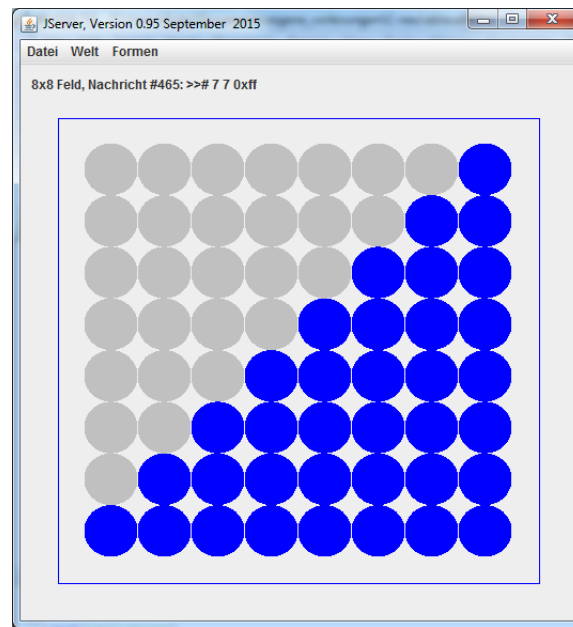 JServer, Version 0.95 September 2015
Datei Welt Formen
8x8 Feld, Nachricht #465: >># 7 7 0xff